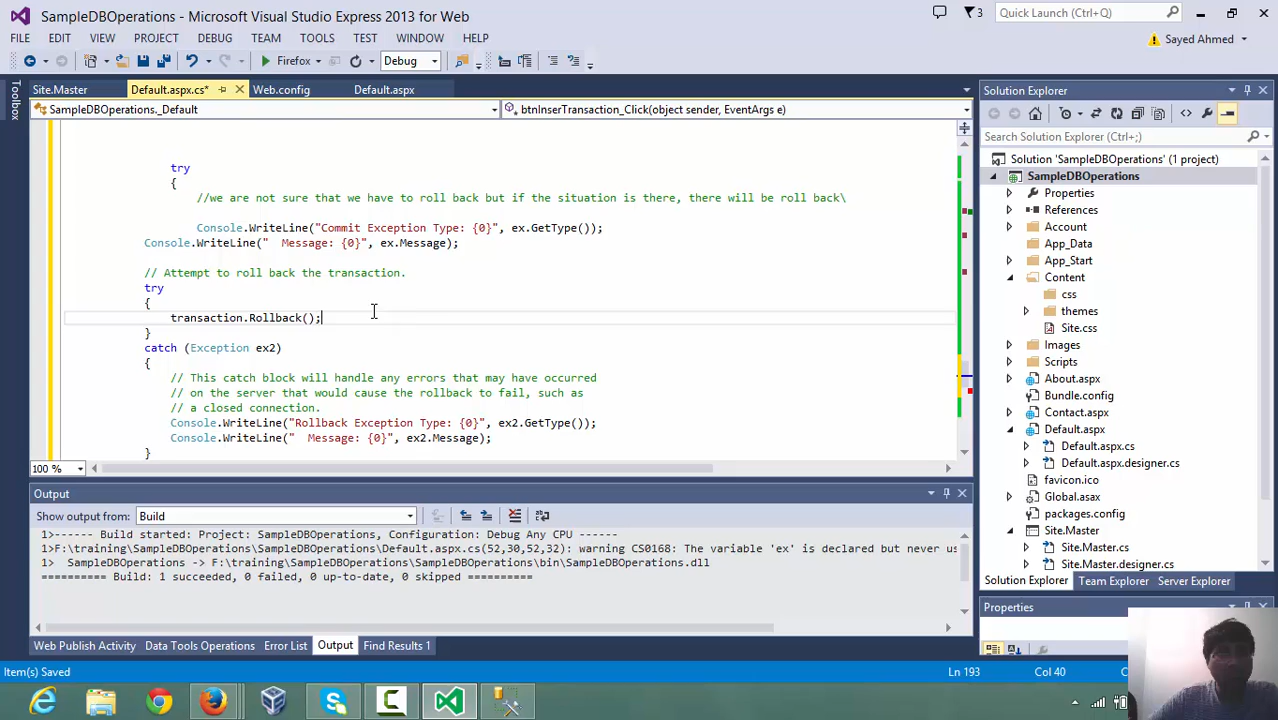 SampleDBOperations - Microsoft Visual Studio Express 2013 for Web
3
Quick Launch (Ctrl+Q)
FILE EDIT VIEW PROJECT DEBUG TEAM TOOLS TEST WINDOW HELP
Sayed Ahmed
Firefox
Debug
Toolbox
Site.Master
Default.aspx.cs*
Web.config
Default.aspx
SampleDBOperations._Default
btnInserTransaction_Click(object sender, EventArgs e)
try
{
//we are not sure that we have to roll back but if the situation is there, there will be roll back\
Console.WriteLine("Commit Exception Type: {0}", ex.GetType());
Console.WriteLine("  Message: {0}", ex.Message);
// Attempt to roll back the transaction.
try
{
transaction.Rollback();
}
catch (Exception ex2)
{
// This catch block will handle any errors that may have occurred
// on the server that would cause the rollback to fail, such as
// a closed connection.
Console.WriteLine("Rollback Exception Type: {0}", ex2.GetType());
Console.WriteLine("  Message: {0}", ex2.Message);
}
100 %
Solution Explorer
Search Solution Explorer (Ctrl+;)
Solution 'SampleDBOperations' (1 project)
SampleDBOperations
Properties
References
Account
App_Data
App_Start
Content
css
themes
Site.css
Images
Scripts
About.aspx
Bundle.config
Contact.aspx
Default.aspx
Default.aspx.cs
Default.aspx.designer.cs
favicon.ico
Global.asax
packages.config
Site.Master
Site.Master.cs
Site.Master.designer.cs
Solution Explorer
Team Explorer
Server Explorer
Properties
Output
Show output from: Build
1>------ Build started: Project: SampleDBOperations, Configuration: Debug Any CPU ------
1>F:\training\SampleDBOperations\SampleDBOperations\Default.aspx.cs(52,30,52,32): warning CS0168: The variable 'ex' is declared but never us
1>  SampleDBOperations -> F:\training\SampleDBOperations\SampleDBOperations\bin\SampleDBOperations.dll
========== Build: 1 succeeded, 0 failed, 0 up-to-date, 0 skipped ==========
Web Publish Activity
Data Tools Operations
Error List
Output
Find Results 1
Item(s) Saved
Ln 193
Col 40